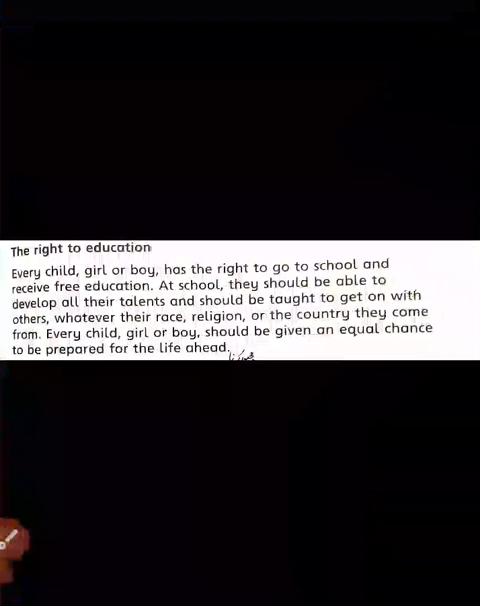 The right to education
Every child, girl or boy, has the right to go to school and
receive free education. At school, they should be able to
develop all their talents and should be taught to get on with
others, whatever their race, religion, or the country they come
from. Every child, girl or boy, should be given an equal chance
to be prepared for the life ahead.